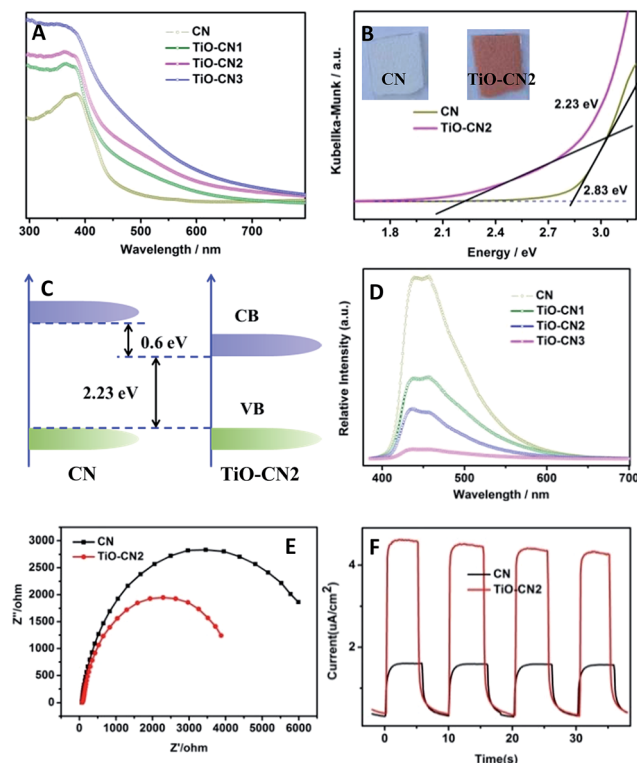 A
CN
TiO-CN1
TiO-CN2
TiO-CN3
300 400 500 600 700
Wavelength / nm
B
Kubellka-Munk / a.u.
CN
TiO-CN2
CN
TiO-CN2
2.23 eV
2.83 eV
1.8 2.1 2.4 2.7 3.0
Energy / eV
C
CB
0.6 eV
2.23 eV
VB
CN
TiO-CN2
D
Relative Intensity (a.u.)
CN
TiO-CN1
TiO-CN2
TiO-CN3
400 500 600 700
Wavelength / nm
E
CN
TiO-CN2
Z''/ohm
3000
2500
2000
1500
1000
500
0
0 1000 2000 3000 4000 5000 6000
Z'/ohm
F
CN
TiO-CN2
Current(uA/cm2)
4
2
0 10 20 30
Time(s)